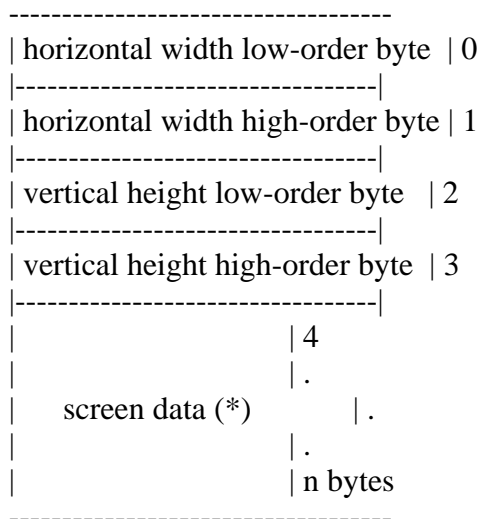 ------------------------------------
| horizontal width low-order byte  | 0
|----------------------------------|
| horizontal width high-order byte | 1
|----------------------------------|
| vertical height low-order byte   | 2
|----------------------------------|
| vertical height high-order byte  | 3
|----------------------------------|
|                                  | 4
|                                  | .
|      screen data (*)             | .
|                                  | .
|                                  | n bytes
------------------------------------